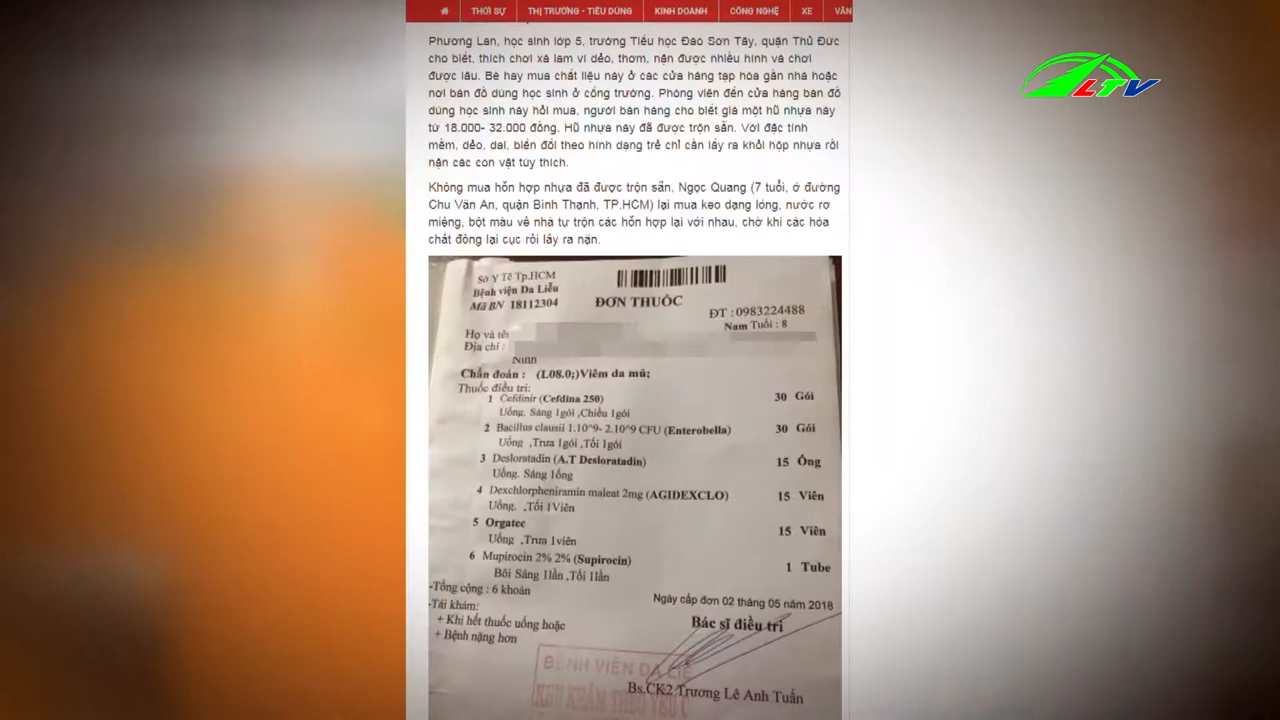 THỜI SỰ THỊ TRƯỜNG - TIÊU DÙNG KINH DOANH CÔNG NGHỆ XE VĂN
LTV
Phương Lan, học sinh lớp 5, trường Tiểu học Đào Sơn Tây, quận Thủ Đức
cho biết, thích chơi xà lam vì dẻo, thơm, nặn được nhiều hình và chơi
được lâu. Bé hay mua chất liệu này ở các cửa hàng tạp hóa gần nhà hoặc
nơi bán đồ dùng học sinh ở cổng trường. Phóng viên đến cửa hàng bán đồ
dùng học sinh này hỏi mua, người bán hàng cho biết giá một hũ nhựa này
từ 18.000- 32.000 đồng. Hũ nhựa này đã được trộn sẵn. Với đặc tính
mềm, dẻo, dai, biến đổi theo hình dạng trẻ chỉ cần lấy ra khỏi hộp nhựa rồi
nặn các con vật tùy thích.
Không mua hỗn hợp nhựa đã được trộn sẵn, Ngọc Quang (7 tuổi, ở đường
Chu Văn An, quận Bình Thạnh, TP.HCM) lại mua keo dạng lỏng, nước rơ
miệng, bột màu về nhà tự trộn các hỗn hợp lại với nhau, chờ khi các hóa
chất đông lại cục rồi lấy ra nặn.
Sở Y Tế Tp.HCM
Bệnh viện Da Liễu
Mã BN 18112304
ĐƠN THUỐC
ĐT : 0983224488
Nam Tuổi : 8
Họ và tên
Địa chỉ :
Ninh
Chẩn đoán : (L08.0;)Viêm da mủ;
Thuốc điều trị:
1 Cefdinir (Cefdina 250) 30 Gói
Uống. Sáng 1gói ,Chiều 1gói
2 Bacillus clausii 1.10^9- 2.10^9 CFU (Enterobella) 30 Gói
Uống ,Trưa 1gói ,Tối 1gói
3 Desloratadin (A.T Desloratadin) 15 Ống
Uống. Sáng 1ống
4 Dexchlorpheniramin maleat 2mg (AGIDEXCLO) 15 Viên
Uống. ,Tối 1Viên
5 Orgatec 15 Viên
Uống ,Trưa 1viên
6 Mupirocin 2% 2% (Supirocin) 1 Tube
Bôi Sáng 1lần ,Tối 1lần
-Tổng cộng : 6 khoản
Ngày cấp đơn 02 tháng 05 năm 2018
-Tái khám:
+ Khi hết thuốc uống hoặc
+ Bệnh nặng hơn
Bác sĩ điều trị
BỆNH VIỆN DA LIỄ
KHU KHÁM THEO YÊU C
Bs.CK2 Trương Lê Anh Tuấn